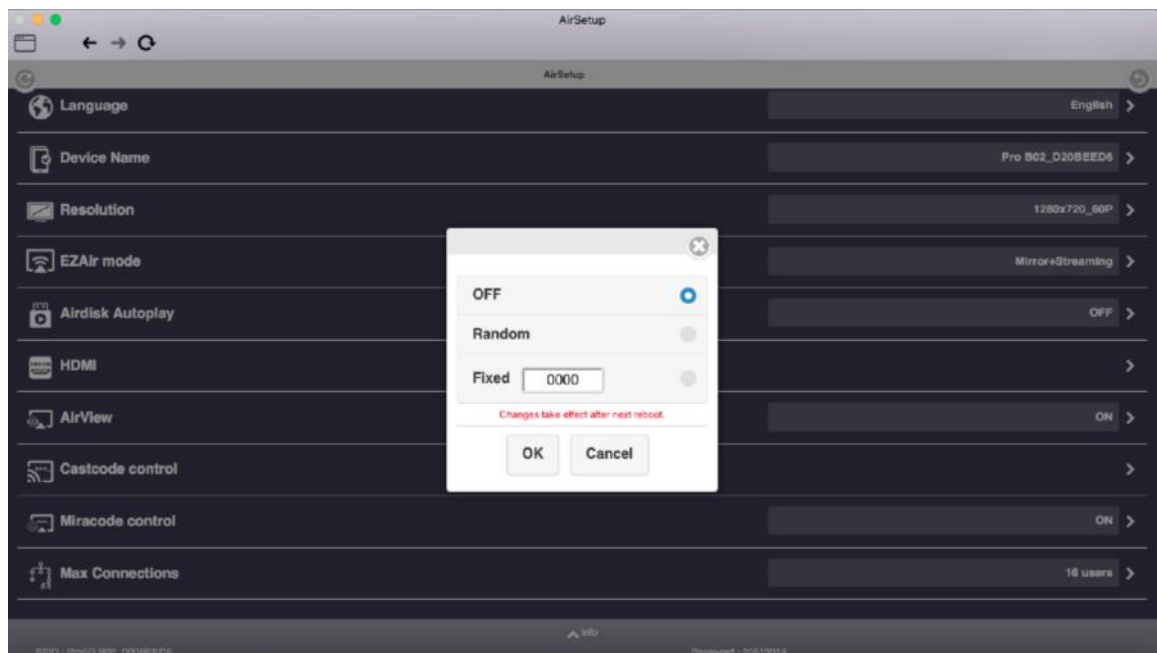 AirSetup
AirSetup
Language English
Device Name Pro B02_D20BEED6
Resolution 1280x720_60P
EZAir mode Mirror+Streaming
Airdisk Autoplay OFF
HDMI
AirView ON
Castcode control
Miracode control ON
Max Connections 16 users
OFF
Random
Fixed 0000
Changes take effect after next reboot.
OK Cancel
info